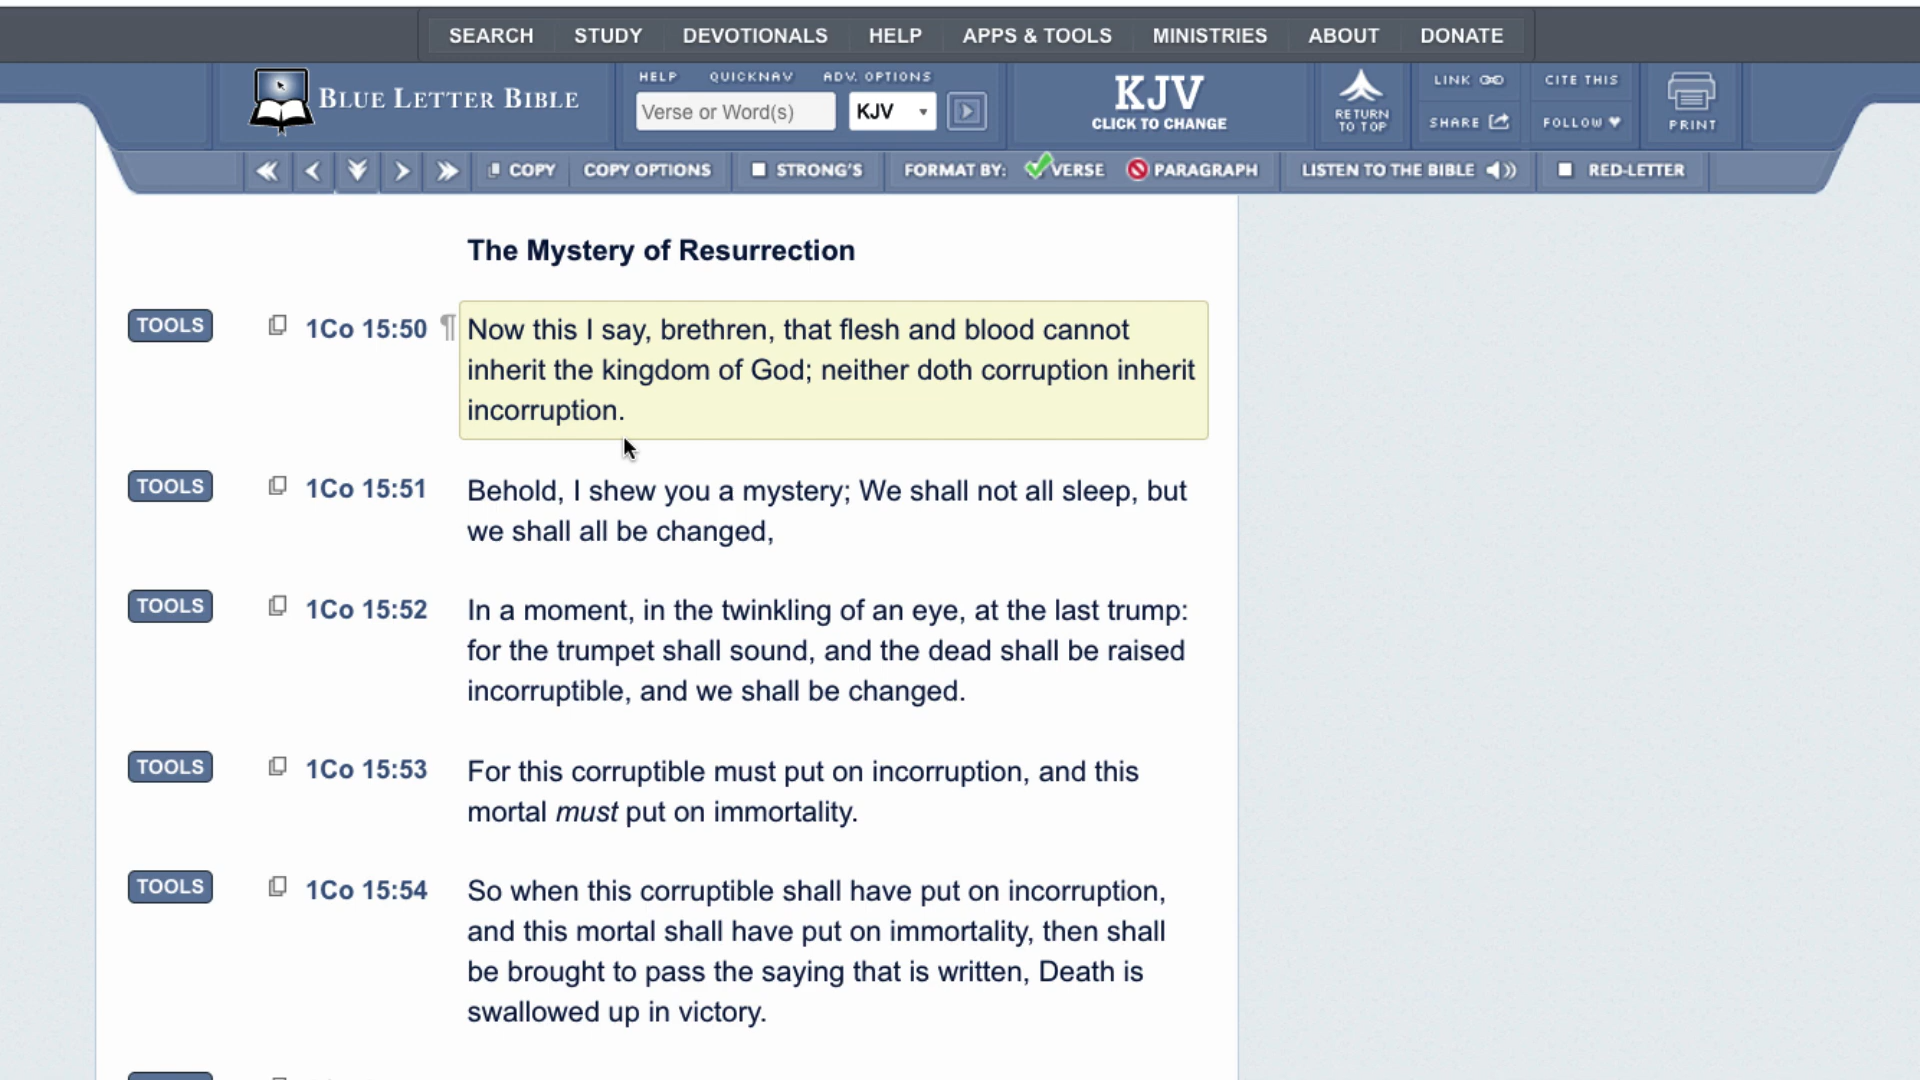 SEARCH STUDY DEVOTIONALS HELP APPS & TOOLS MINISTRIES ABOUT DONATE
BLUE LETTER BIBLE
HELP QUICKNAV ADV. OPTIONS
Verse or Word(s) KJV
KJV
CLICK TO CHANGE
RETURN
TO TOP
LINK
SHARE
CITE THIS
FOLLOW
PRINT
COPY COPY OPTIONS STRONG'S FORMAT BY: VERSE PARAGRAPH LISTEN TO THE BIBLE RED-LETTER
The Mystery of Resurrection
TOOLS 1Co 15:50 ¶ Now this I say, brethren, that flesh and blood cannot
inherit the kingdom of God; neither doth corruption inherit
incorruption.
TOOLS 1Co 15:51 Behold, I shew you a mystery; We shall not all sleep, but
we shall all be changed,
TOOLS 1Co 15:52 In a moment, in the twinkling of an eye, at the last trump:
for the trumpet shall sound, and the dead shall be raised
incorruptible, and we shall be changed.
TOOLS 1Co 15:53 For this corruptible must put on incorruption, and this
mortal must put on immortality.
TOOLS 1Co 15:54 So when this corruptible shall have put on incorruption,
and this mortal shall have put on immortality, then shall
be brought to pass the saying that is written, Death is
swallowed up in victory.